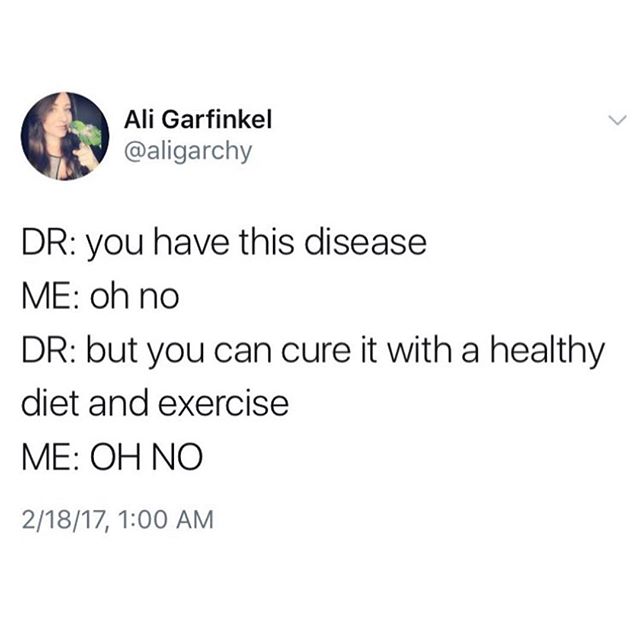 Ali Garfinkel
@aligarchy
DR: you have this disease
ME: oh no
DR: but you can cure it with a healthy
diet and exercise
ME: OH NO
2/18/17, 1:00 AM